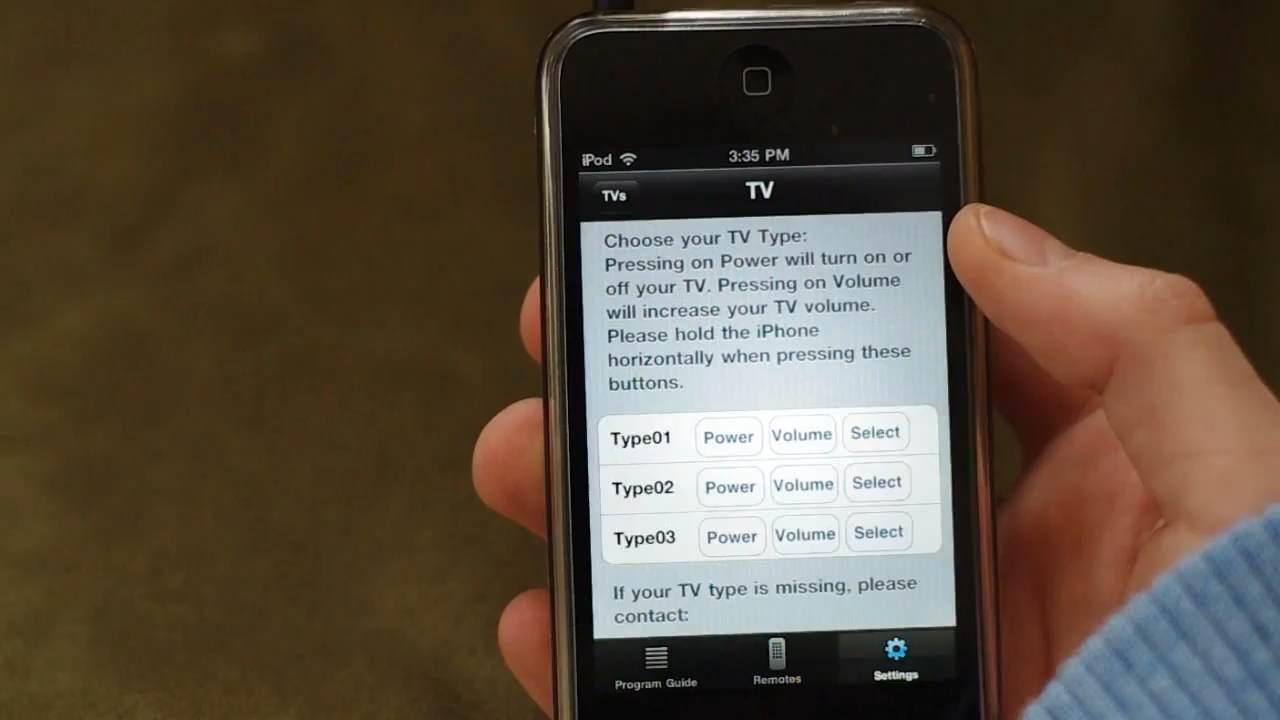 iPod 3:35 PM
TVs TV
Choose your TV Type:
Pressing on Power will turn on or
off your TV. Pressing on Volume
will increase your TV volume.
Please hold the iPhone
horizontally when pressing these
buttons.
Type01 Power Volume Select
Type02 Power Volume Select
Type03 Power Volume Select
If your TV type is missing, please
contact:
Program Guide Remotes Settings